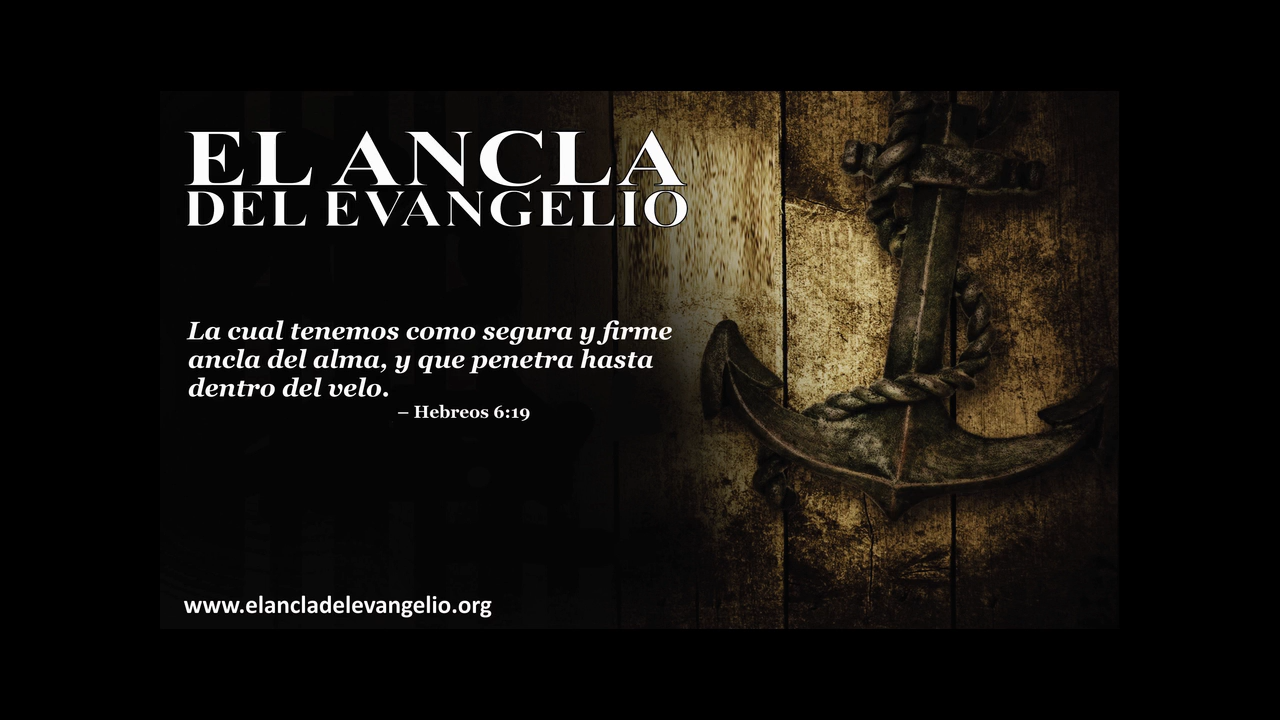 EL ANCLA
DEL EVANGELIO
La cual tenemos como segura y firme
ancla del alma, y que penetra hasta
dentro del velo.
– Hebreos 6:19
www.elancladelevangelio.org